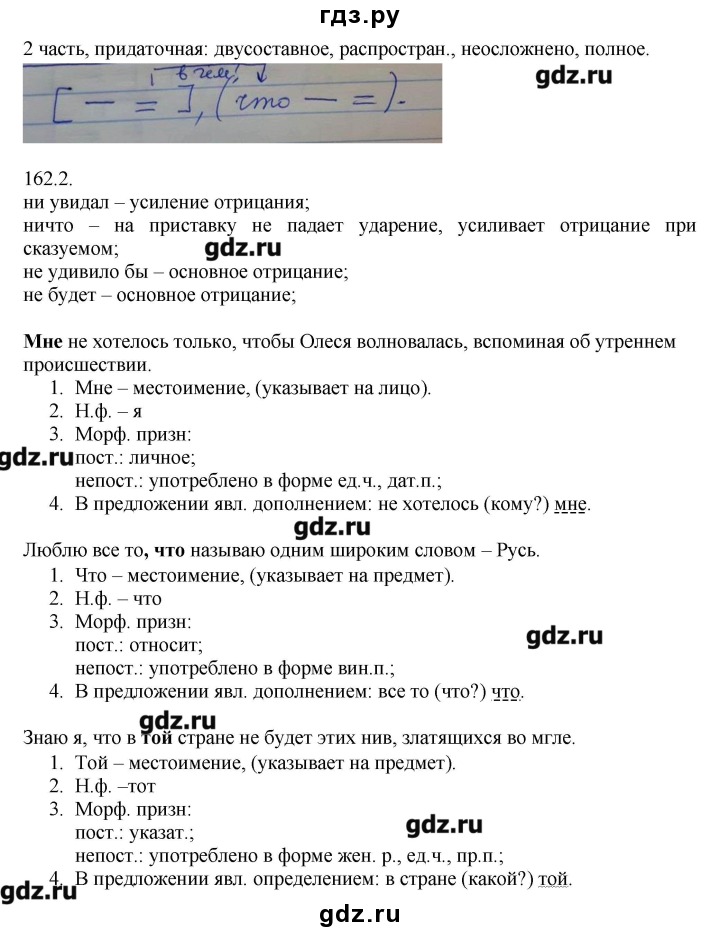 гдз.ру
2 часть, придаточная: двусоставное, распростран., неосложнено, полное.
gdz.ru
в чем?
[ — = ], (что — = ).
162.2.
ни увидал – усиление отрицания;
ничто – на приставку не падает ударение, усиливает отрицание при
сказуемом;
gdz.ru
не удивило бы – основное отрицание;
не будет – основное отрицание;
Мне не хотелось только, чтобы Олеся волновалась, вспоминая об утреннем
происшествии.
1. Мне – местоимение, (указывает на лицо).
2. Н.ф. – я
3. Морф. призн:
gdz.ru
пост.: личное;
непост.: употреблено в форме ед.ч., дат.п.;
4. В предложении явл. дополнением: не хотелось (кому?) мне.
gdz.ru
Люблю все то, что называю одним широким словом – Русь.
1. Что – местоимение, (указывает на предмет).
2. Н.ф. – что
3. Морф. призн:
gdz.ru
пост.: относит;
непост.: употреблено в форме вин.п.;
4. В предложении явл. дополнением: все то (что?) что.
gdz.ru
Знаю я, что в той стране не будет этих нив, златящихся во мгле.
1. Той – местоимение, (указывает на предмет).
2. Н.ф. –тот
3. Морф. призн:
gdz.ru
пост.: указат.;
непост.: употреблено в форме жен. р., ед.ч., пр.п.;
4. В предложении явл. определением: в стране (какой?) той.
gdz.ru
gdz.ru